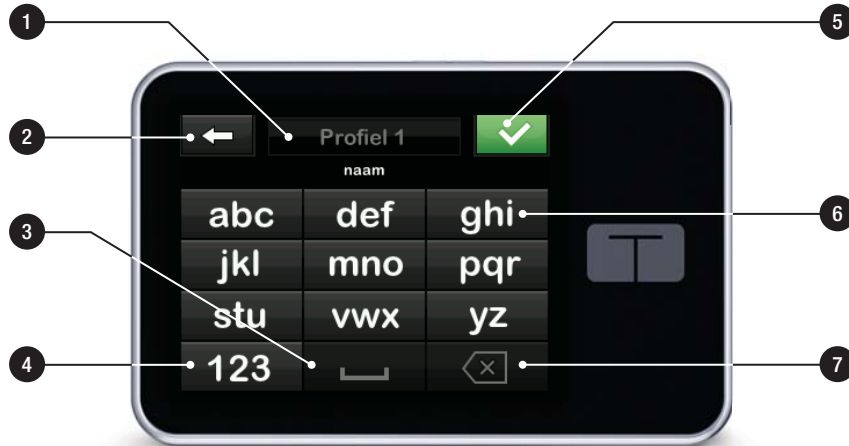 1
5
2
Profiel 1
naam
abc def ghi
6
3
jkl mno pqr
stu vwx yz
4
123
7